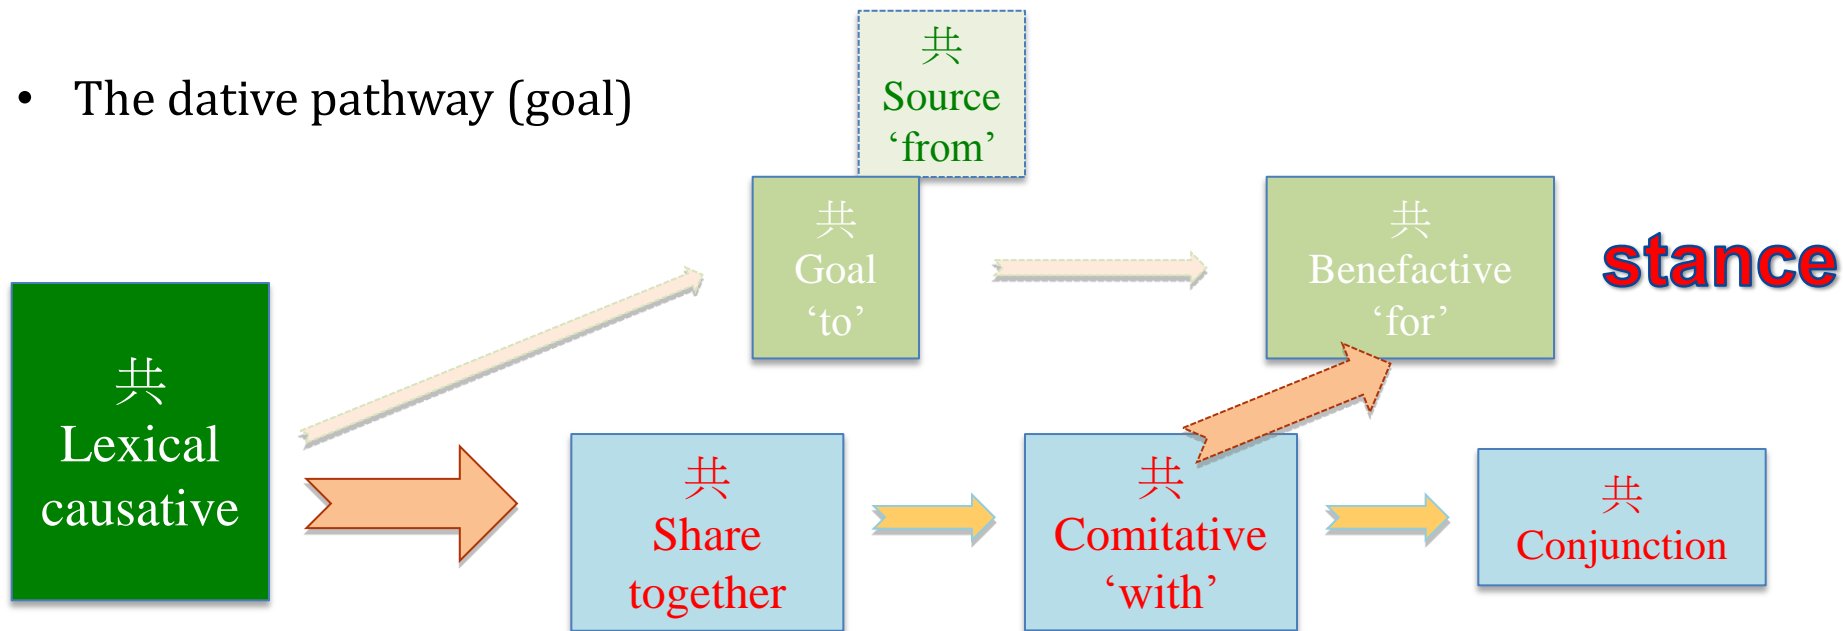 • The dative pathway (goal)
共
Source
‘from’
共
Goal
‘to’
共
Benefactive
‘for’
stance
共
Lexical
causative
共
Share
together
共
Comitative
‘with’
共
Conjunction